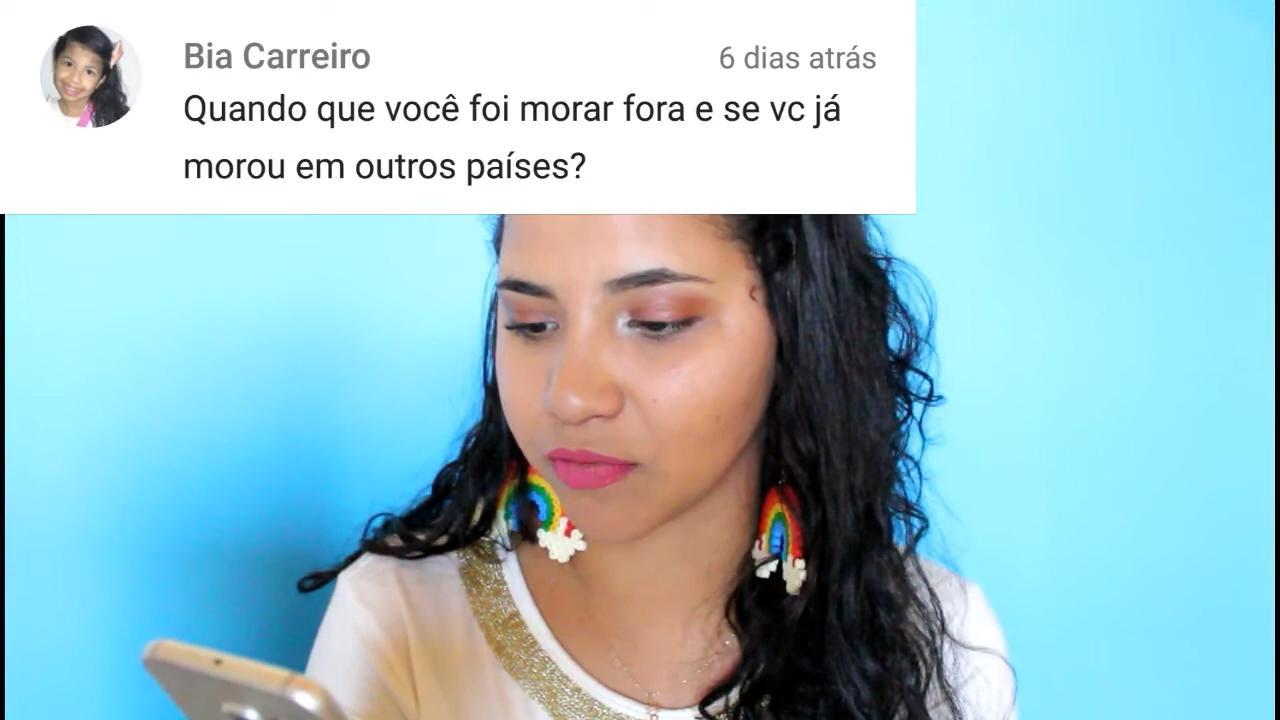 Bia Carreiro 6 dias atrás
Quando que você foi morar fora e se vc já
morou em outros países?